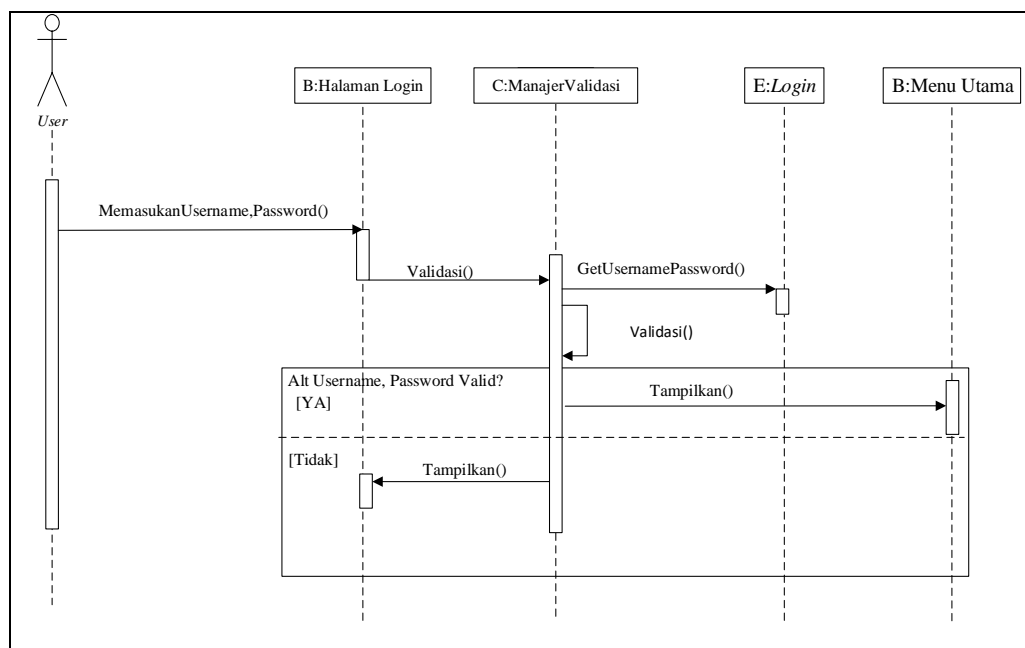 User
B:Halaman Login
C:ManajerValidasi
E:Login
B:Menu Utama
MemasukanUsername,Password()
Validasi()
GetUsernamePassword()
Validasi()
Alt Username, Password Valid?
[YA]
Tampilkan()
[Tidak]
Tampilkan()